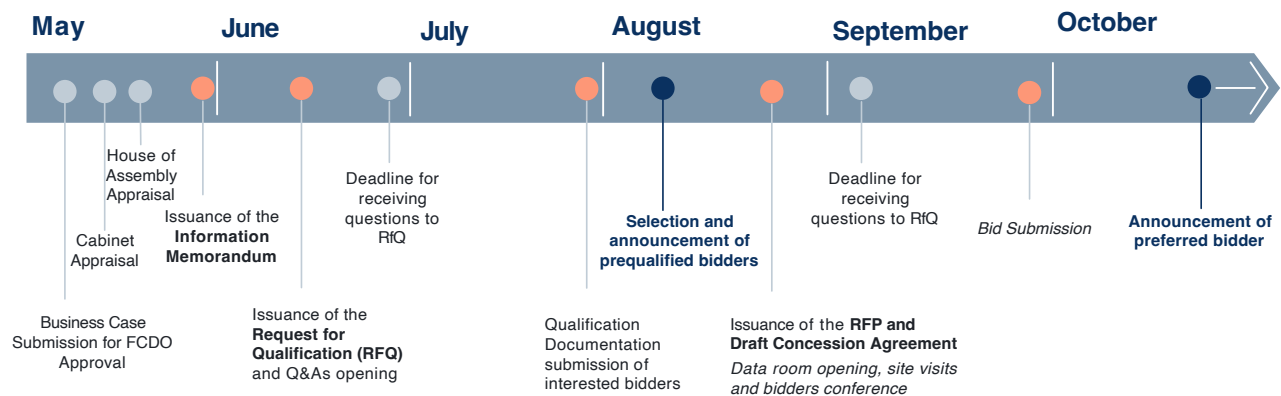 May
June
July
August
September
October
House of
Assembly
Appraisal
Deadline for
receiving
questions to
RfQ
Deadline for
receiving
questions to RfQ
Issuance of the
Information
Memorandum
Selection and
announcement of
prequalified bidders
Bid Submission
Announcement of
preferred bidder
Cabinet
Appraisal
Business Case
Submission for FCDO
Approval
Issuance of the
Request for
Qualification (RFQ)
and Q&As opening
Qualification
Documentation
submission of
interested bidders
Issuance of the RFP and
Draft Concession Agreement
Data room opening, site visits
and bidders conference